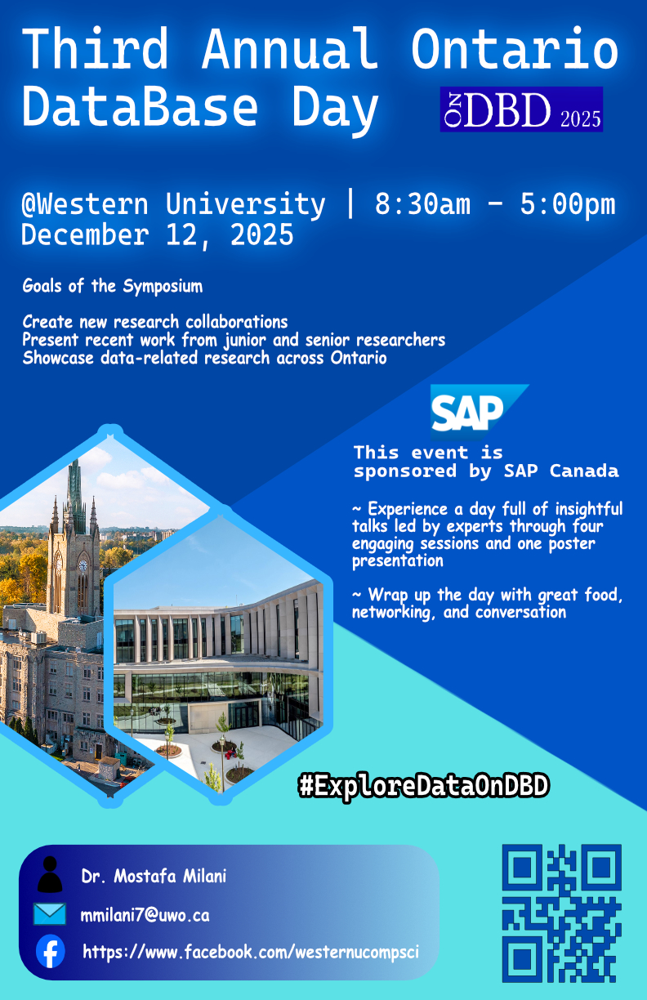 Third Annual Ontario
DataBase Day
ON DBD 2025
@Western University | 8:30am – 5:00pm
December 12, 2025
Goals of the Symposium
Create new research collaborations
Present recent work from junior and senior researchers
Showcase data-related research across Ontario
SAP
This event is
sponsored by SAP Canada
~ Experience a day full of insightful
talks led by experts through four
engaging sessions and one poster
presentation
~ Wrap up the day with great food,
networking, and conversation
#ExploreDataOnDBD
Dr. Mostafa Milani
mmilani7@uwo.ca
https://www.facebook.com/westernucompsci